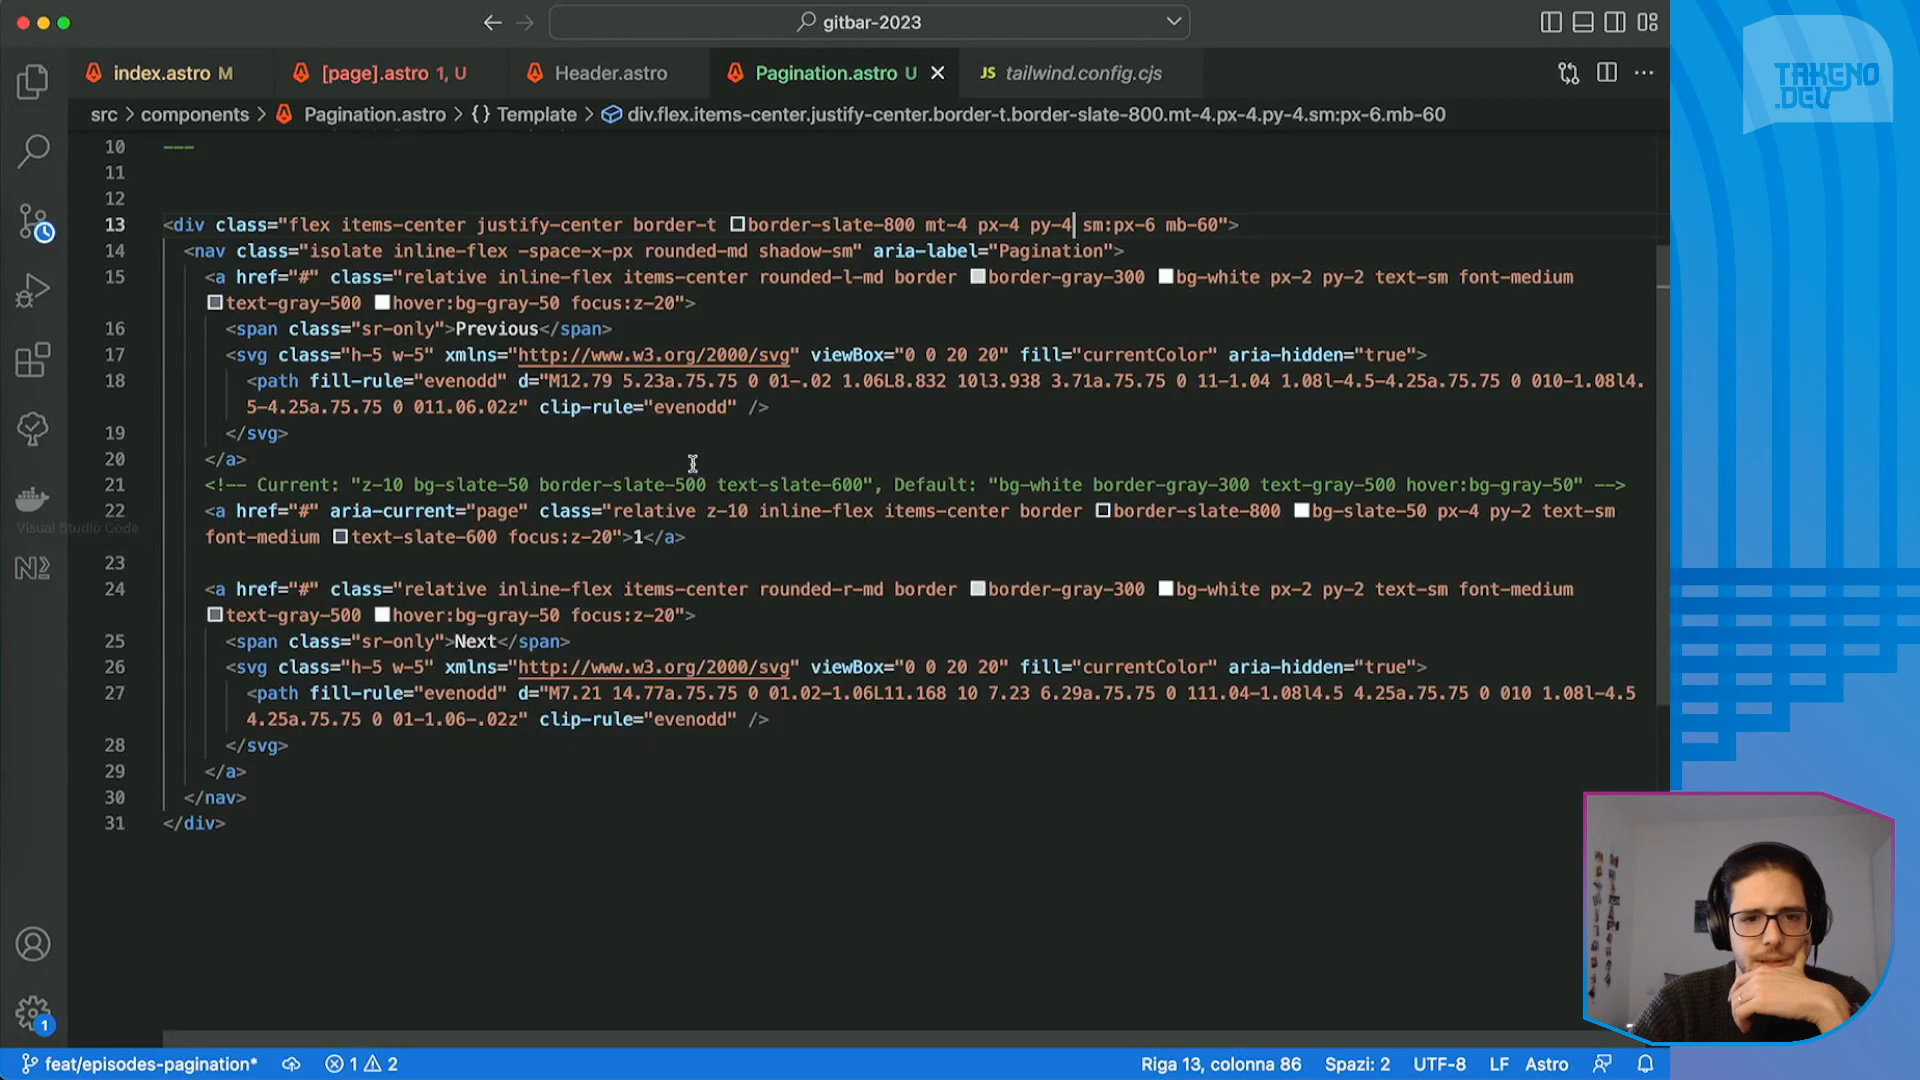 gitbar-2023
index.astro M
[page].astro 1, U
Header.astro
Pagination.astro U
JS tailwind.config.cjs
TAKENO
.DEV
src > components > Pagination.astro > {} Template > div.flex.items-center.justify-center.border-t.border-slate-800.mt-4.px-4.py-4.sm:px-6.mb-60
10 ---
11
12
13 <div class="flex items-center justify-center border-t border-slate-800 mt-4 px-4 py-4 sm:px-6 mb-60">
14 <nav class="isolate inline-flex -space-x-px rounded-md shadow-sm" aria-label="Pagination">
15 <a href="#" class="relative inline-flex items-center rounded-l-md border border-gray-300 bg-white px-2 py-2 text-sm font-medium
text-gray-500 hover:bg-gray-50 focus:z-20">
16 <span class="sr-only">Previous</span>
17 <svg class="h-5 w-5" xmlns="http://www.w3.org/2000/svg" viewBox="0 0 20 20" fill="currentColor" aria-hidden="true">
18 <path fill-rule="evenodd" d="M12.79 5.23a.75.75 0 01-.02 1.06L8.832 10l3.938 3.71a.75.75 0 11-1.04 1.08l-4.5-4.25a.75.75 0 010-1.08l4.
5-4.25a.75.75 0 011.06.02z" clip-rule="evenodd" />
19 </svg>
20 </a>
21 <!-- Current: "z-10 bg-slate-50 border-slate-500 text-slate-600", Default: "bg-white border-gray-300 text-gray-500 hover:bg-gray-50" -->
22 <a href="#" aria-current="page" class="relative z-10 inline-flex items-center border border-slate-800 bg-slate-50 px-4 py-2 text-sm
font-medium text-slate-600 focus:z-20">1</a>
23
24 <a href="#" class="relative inline-flex items-center rounded-r-md border border-gray-300 bg-white px-2 py-2 text-sm font-medium
text-gray-500 hover:bg-gray-50 focus:z-20">
25 <span class="sr-only">Next</span>
26 <svg class="h-5 w-5" xmlns="http://www.w3.org/2000/svg" viewBox="0 0 20 20" fill="currentColor" aria-hidden="true">
27 <path fill-rule="evenodd" d="M7.21 14.77a.75.75 0 01.02-1.06L11.168 10 7.23 6.29a.75.75 0 111.04-1.08l4.5 4.25a.75.75 0 010 1.08l-4.5
4.25a.75.75 0 01-1.06-.02z" clip-rule="evenodd" />
28 </svg>
29 </a>
30 </nav>
31 </div>
Visual Studio Code
1
feat/episodes-pagination*
1
2
Riga 13, colonna 86
Spazi: 2
UTF-8
LF
Astro